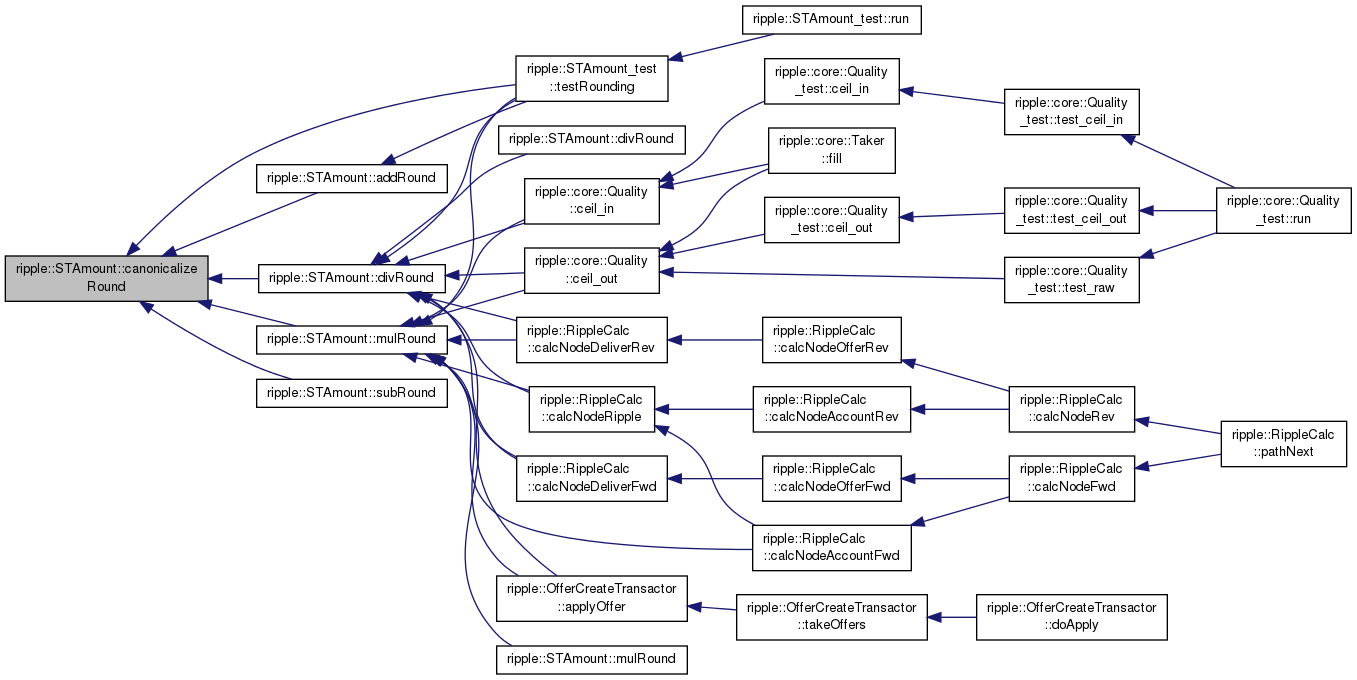 ripple::STAmount::canonicalize
Round
ripple::STAmount::addRound
ripple::STAmount::divRound
ripple::STAmount::mulRound
ripple::STAmount::subRound
ripple::STAmount_test
::testRounding
ripple::STAmount::divRound
ripple::core::Quality
::ceil_in
ripple::core::Quality
::ceil_out
ripple::RippleCalc
::calcNodeDeliverRev
ripple::RippleCalc
::calcNodeRipple
ripple::RippleCalc
::calcNodeDeliverFwd
ripple::OfferCreateTransactor
::applyOffer
ripple::STAmount::mulRound
ripple::STAmount_test::run
ripple::core::Quality
_test::ceil_in
ripple::core::Taker
::fill
ripple::core::Quality
_test::ceil_out
ripple::RippleCalc
::calcNodeOfferRev
ripple::RippleCalc
::calcNodeAccountRev
ripple::RippleCalc
::calcNodeOfferFwd
ripple::RippleCalc
::calcNodeAccountFwd
ripple::OfferCreateTransactor
::takeOffers
ripple::core::Quality
_test::test_ceil_in
ripple::core::Quality
_test::test_ceil_out
ripple::core::Quality
_test::test_raw
ripple::RippleCalc
::calcNodeRev
ripple::RippleCalc
::calcNodeFwd
ripple::OfferCreateTransactor
::doApply
ripple::core::Quality
_test::run
ripple::RippleCalc
::pathNext